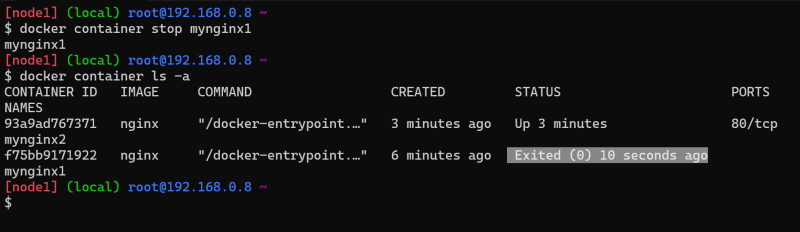 [node1] (local) root@192.168.0.8 ~
$ docker container stop mynginx1
mynginx1
[node1] (local) root@192.168.0.8 ~
$ docker container ls -a
CONTAINER ID   IMAGE     COMMAND                  CREATED         STATUS                      PORTS
NAMES
93a9ad767371   nginx     "/docker-entrypoint.…"   3 minutes ago   Up 3 minutes                80/tcp
mynginx2
f75bb9171922   nginx     "/docker-entrypoint.…"   6 minutes ago   Exited (0) 10 seconds ago
mynginx1
[node1] (local) root@192.168.0.8 ~
$